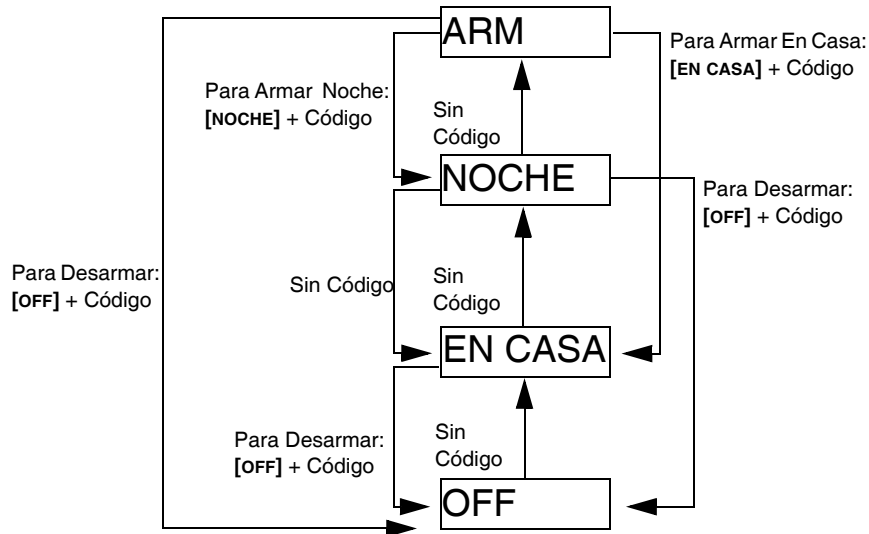 ARM
Para Armar En Casa:
[EN CASA] + Código
Para Armar Noche:
[NOCHE] + Código
Sin
Código
NOCHE
Para Desarmar:
[OFF] + Código
Para Desarmar:
[OFF] + Código
Sin Código
Sin
Código
EN CASA
Para Desarmar:
[OFF] + Código
Sin
Código
OFF